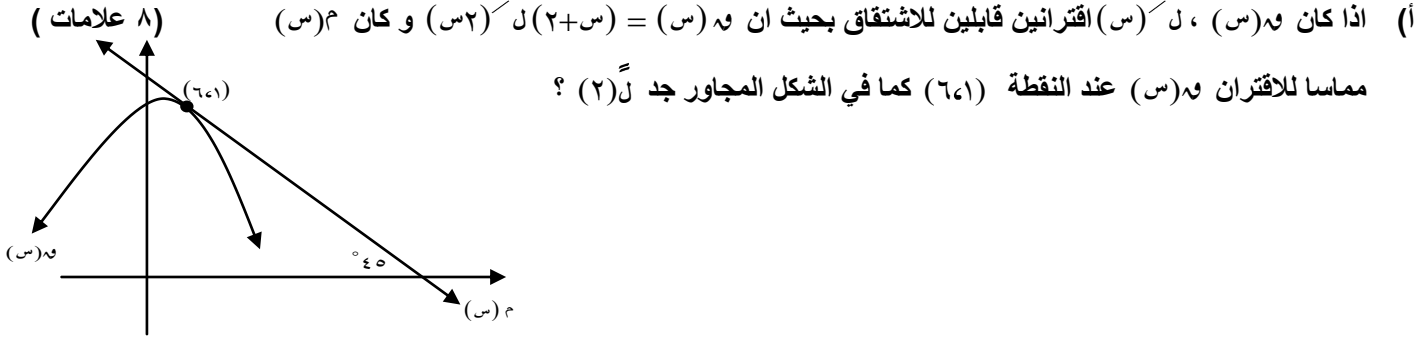 أ) اذا كان ق(س) ، ل′(س) اقترانين قابلين للاشتقاق بحيث ان ق(س) = (س+٢) ل′(٢س) و كان م(س) (٨ علامات )
مماسا للاقتران ق(س) عند النقطة (٦،١) كما في الشكل المجاور جد ل″(٢) ؟
(٦،١)
ق(س)
٤٥°
م (س)